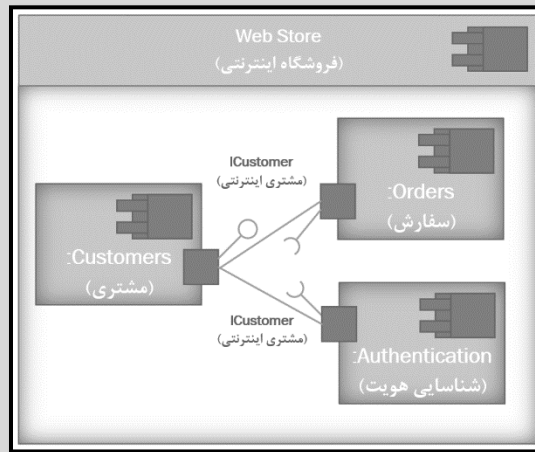 Web Store
(فروشگاه اینترنتی)
ICustomer
(مشتری اینترنتی)
:Orders
(سفارش)
:Customers
(مشتری)
ICustomer
(مشتری اینترنتی)
:Authentication
(شناسایی هویت)